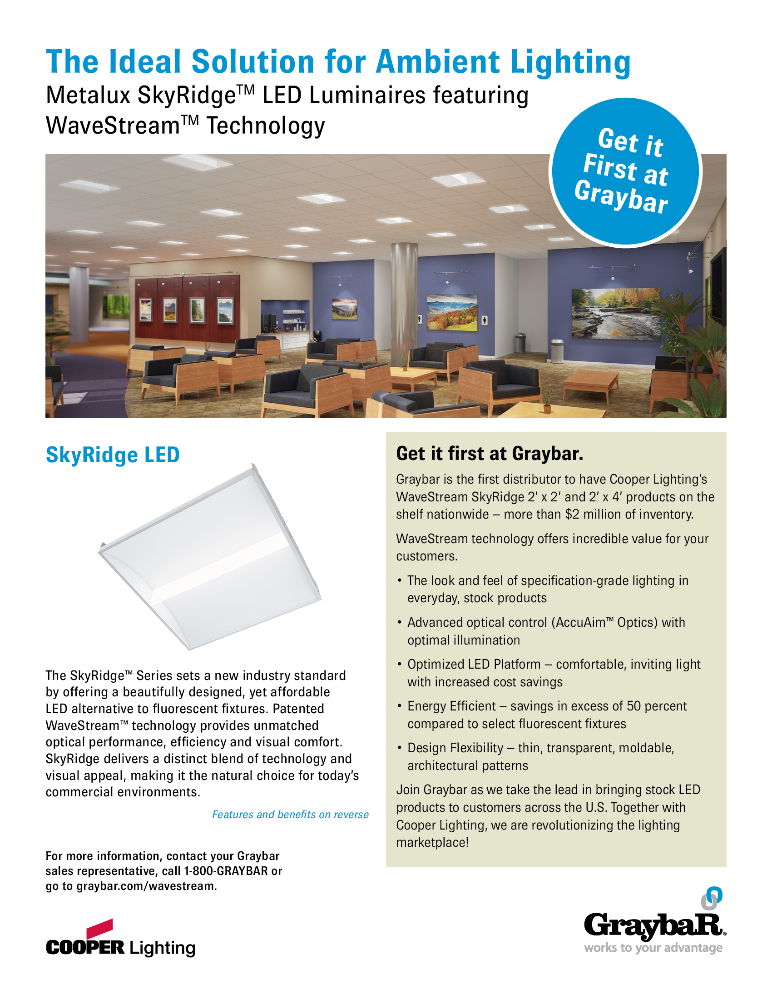 The Ideal Solution for Ambient Lighting
Metalux SkyRidge™ LED Luminaires featuring
WaveStream™ Technology
Get it
First at
Graybar
SkyRidge LED
The SkyRidge™ Series sets a new industry standard
by offering a beautifully designed, yet affordable
LED alternative to fluorescent fixtures. Patented
WaveStream™ technology provides unmatched
optical performance, efficiency and visual comfort.
SkyRidge delivers a distinct blend of technology and
visual appeal, making it the natural choice for today’s
commercial environments.
Features and benefits on reverse
For more information, contact your Graybar
sales representative, call 1-800-GRAYBAR or
go to graybar.com/wavestream.
COOPER Lighting
Get it first at Graybar.
Graybar is the first distributor to have Cooper Lighting’s
WaveStream SkyRidge 2’ x 2’ and 2’ x 4’ products on the
shelf nationwide – more than $2 million of inventory.
WaveStream technology offers incredible value for your
customers.
• The look and feel of specification-grade lighting in
everyday, stock products
• Advanced optical control (AccuAim™ Optics) with
optimal illumination
• Optimized LED Platform – comfortable, inviting light
with increased cost savings
• Energy Efficient – savings in excess of 50 percent
compared to select fluorescent fixtures
• Design Flexibility – thin, transparent, moldable,
architectural patterns
Join Graybar as we take the lead in bringing stock LED
products to customers across the U.S. Together with
Cooper Lighting, we are revolutionizing the lighting
marketplace!
GraybaR®
works to your advantage